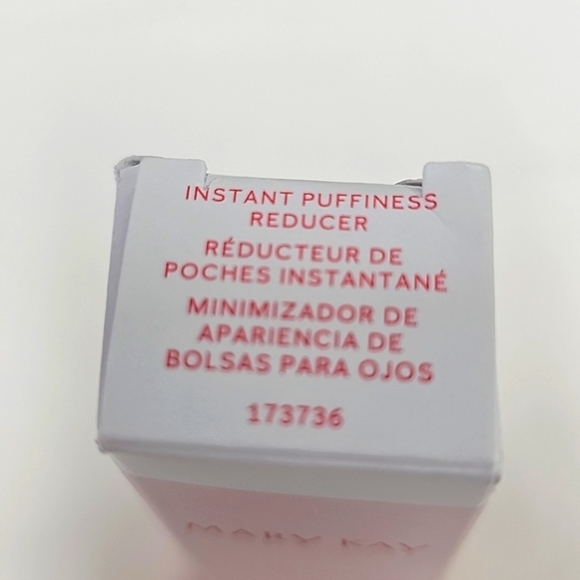 INSTANT PUFFINESS
REDUCER
RÉDUCTEUR DE
POCHES INSTANTANÉ
MINIMIZADOR DE
APARIENCIA DE
BOLSAS PARA OJOS
173736
MARY KAY